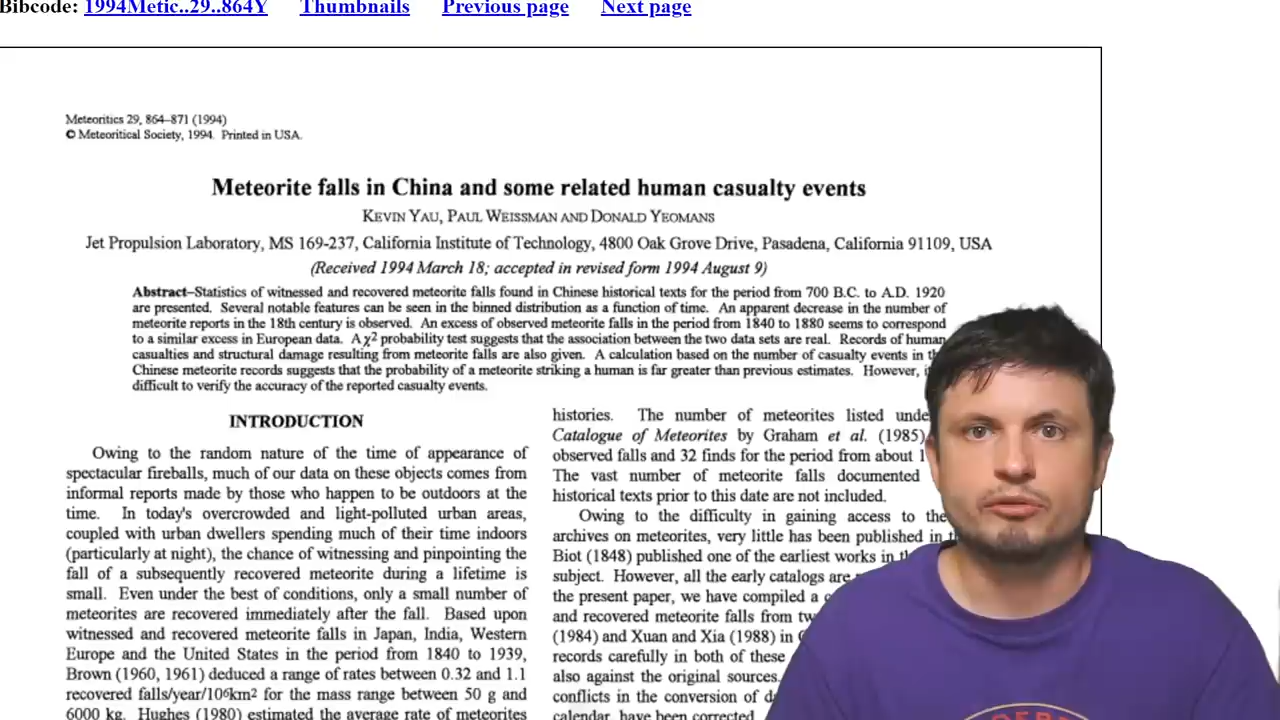 Bibcode: 1994Metic..29..864Y Thumbnails Previous page Next page
Meteoritics 29, 864–871 (1994)
© Meteoritical Society, 1994. Printed in USA.
Meteorite falls in China and some related human casualty events
KEVIN YAU, PAUL WEISSMAN AND DONALD YEOMANS
Jet Propulsion Laboratory, MS 169-237, California Institute of Technology, 4800 Oak Grove Drive, Pasadena, California 91109, USA
(Received 1994 March 18; accepted in revised form 1994 August 9)
Abstract–Statistics of witnessed and recovered meteorite falls found in Chinese historical texts for the period from 700 B.C. to A.D. 1920
are presented. Several notable features can be seen in the binned distribution as a function of time. An apparent decrease in the number of
meteorite reports in the 18th century is observed. An excess of observed meteorite falls in the period from 1840 to 1880 seems to correspond
to a similar excess in European data. A χ² probability test suggests that the association between the two data sets are real. Records of human
casualties and structural damage resulting from meteorite falls are also given. A calculation based on the number of casualty events in
Chinese meteorite records suggests that the probability of a meteorite striking a human is far greater than previous estimates. However,
difficult to verify the accuracy of the reported casualty events.
INTRODUCTION
Owing to the random nature of the time of appearance of
spectacular fireballs, much of our data on these objects comes from
informal reports made by those who happen to be outdoors at the
time. In today's overcrowded and light-polluted urban areas,
coupled with urban dwellers spending much of their time indoors
(particularly at night), the chance of witnessing and pinpointing the
fall of a subsequently recovered meteorite during a lifetime is
small. Even under the best of conditions, only a small number of
meteorites are recovered immediately after the fall. Based upon
witnessed and recovered meteorite falls in Japan, India, Western
Europe and the United States in the period from 1840 to 1939,
Brown (1960, 1961) deduced a range of rates between 0.32 and 1.1
recovered falls/year/10⁶km² for the mass range between 50 g and
6000 kg. Hughes (1980) estimated the average rate of meteorites
histories. The number of meteorites listed
Catalogue of Meteorites by Graham et al. (1985)
observed falls and 32 finds for the period from about
The vast number of meteorite falls documented
historical texts prior to this date are not included.
Owing to the difficulty in gaining access to the
archives on meteorites, very little has been published in
Biot (1848) published one of the earliest works in
subject. However, all the early catalogs are
the present paper, we have compiled a
and recovered meteorite falls from
(1984) and Xuan and Xia (1988) in
records carefully in both of these
also against the original sources.
conflicts in the conversion of
calendar, have been corrected